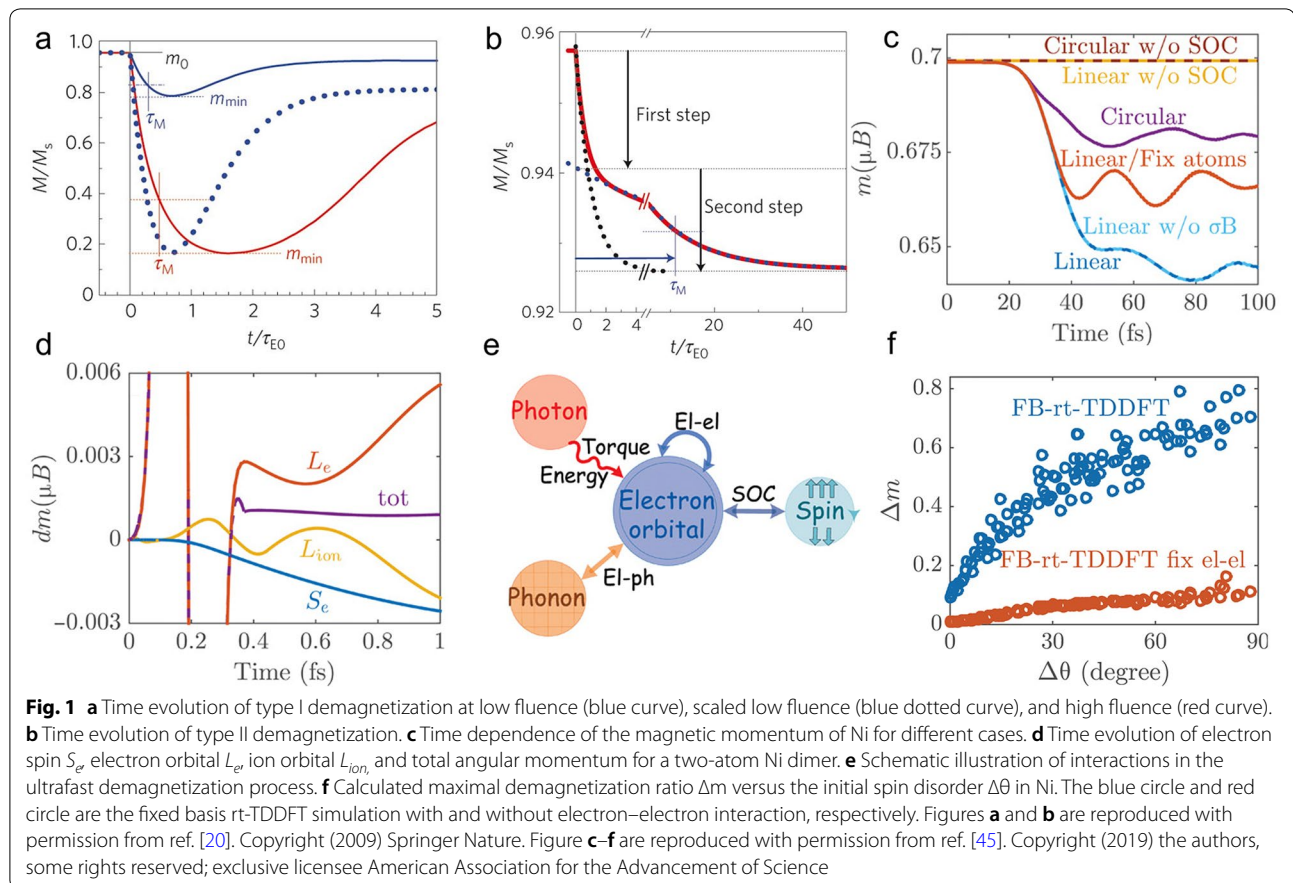 a
1.0
0.8
0.6
0.4
0.2
0
M/Mₛ
m₀
m_min
τ_M
τ_M
m_min
-1
0
1
2
3
4
5
t/τ_E0
b
0.96
0.94
0.92
M/Mₛ
First step
Second step
τ_M
0
2
4
20
40
t/τ_E0
c
0.7
0.675
0.65
m(μB)
Circular w/o SOC
Linear w/o SOC
Circular
Linear/Fix atoms
Linear w/o σB
Linear
0
20
40
60
80
100
Time (fs)
d
0.006
0.003
0
−0.003
dm(μB)
Lₑ
tot
L_ion
Sₑ
0
0.2
0.4
0.6
0.8
1
Time (fs)
e
Photon
Torque
Energy
El-el
Electron
orbital
SOC
Spin
El-ph
Phonon
f
0.8
0.6
0.4
0.2
0
Δm
FB-rt-TDDFT
FB-rt-TDDFT fix el-el
0
30
60
90
Δθ (degree)
Fig. 1 a Time evolution of type I demagnetization at low fluence (blue curve), scaled low fluence (blue dotted curve), and high fluence (red curve).
b Time evolution of type II demagnetization. c Time dependence of the magnetic momentum of Ni for different cases. d Time evolution of electron
spin Sₑ, electron orbital Lₑ, ion orbital L_ion, and total angular momentum for a two-atom Ni dimer. e Schematic illustration of interactions in the
ultrafast demagnetization process. f Calculated maximal demagnetization ratio Δm versus the initial spin disorder Δθ in Ni. The blue circle and red
circle are the fixed basis rt-TDDFT simulation with and without electron–electron interaction, respectively. Figures a and b are reproduced with
permission from ref. [20]. Copyright (2009) Springer Nature. Figure c–f are reproduced with permission from ref. [45]. Copyright (2019) the authors,
some rights reserved; exclusive licensee American Association for the Advancement of Science